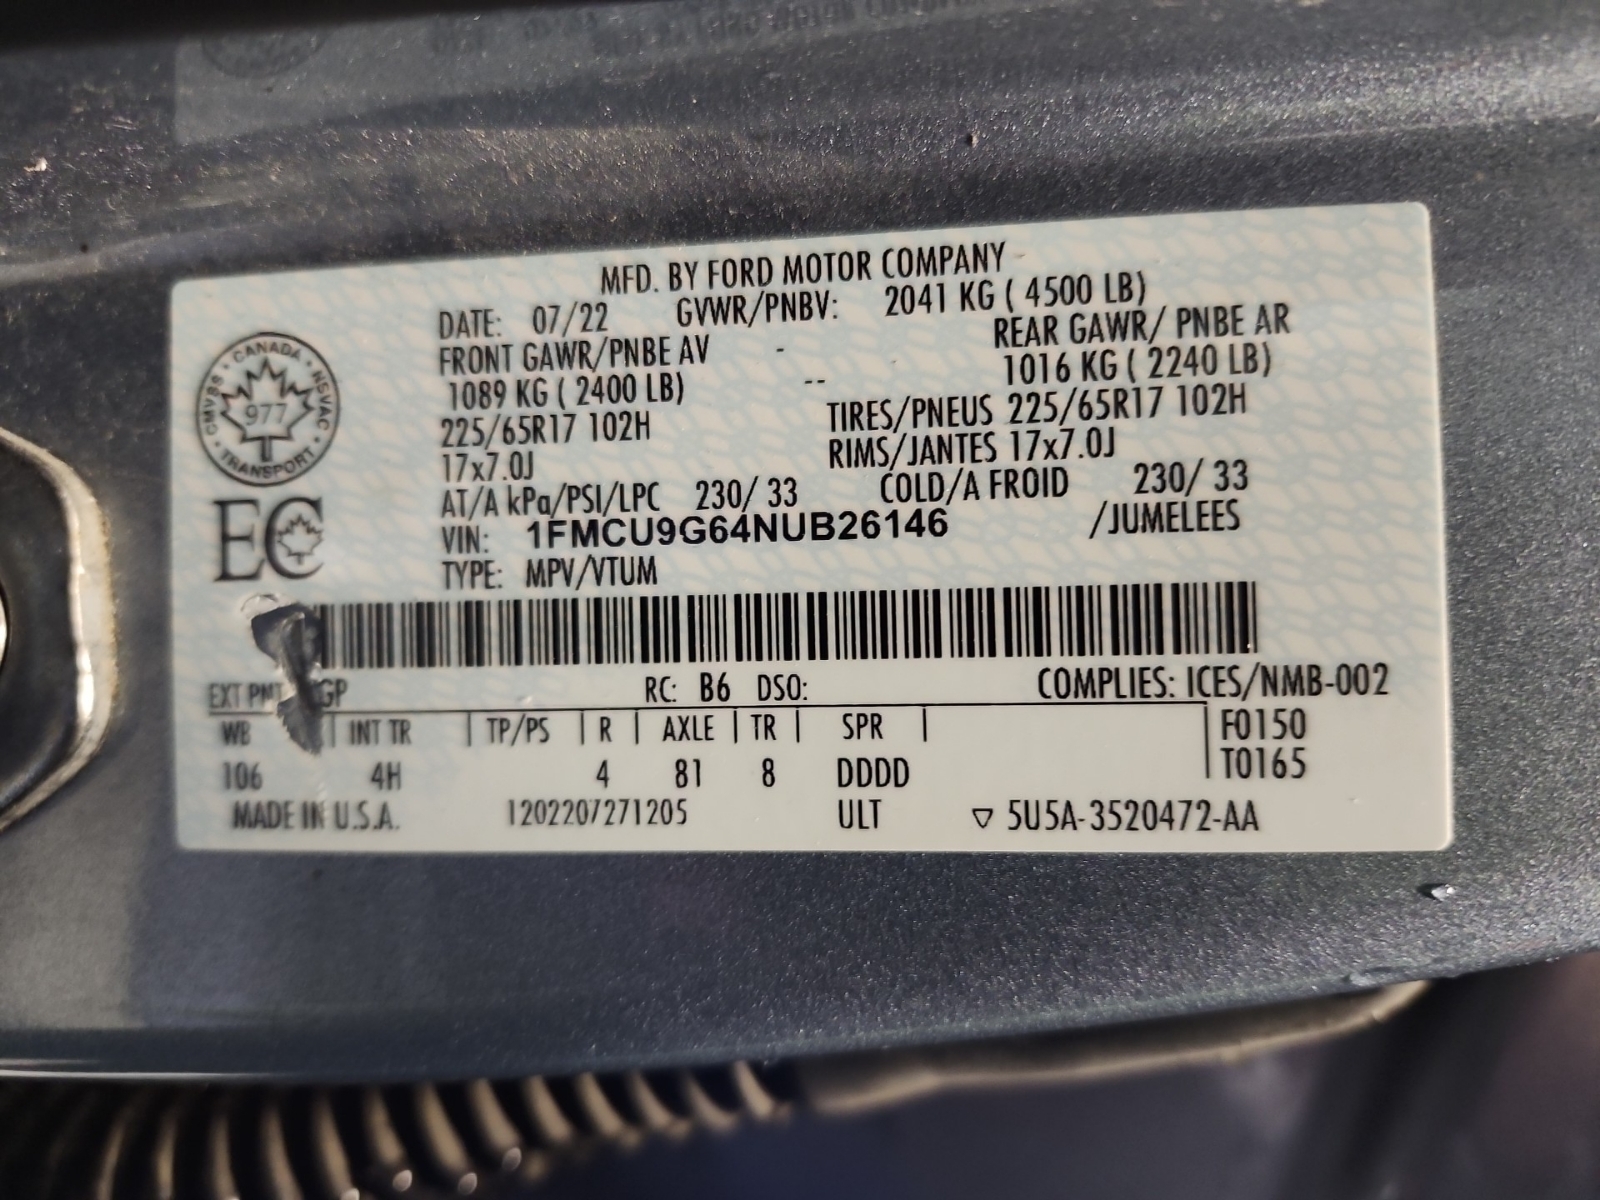 MFD. BY FORD MOTOR COMPANY
DATE: 07/22 GVWR/PNBV: 2041 KG ( 4500 LB)
FRONT GAWR/PNBE AV - REAR GAWR/ PNBE AR
1089 KG ( 2400 LB) -- 1016 KG ( 2240 LB)
225/65R17 102H TIRES/PNEUS 225/65R17 102H
17x7.0J RIMS/JANTES 17x7.0J
AT/A kPa/PSI/LPC 230/ 33 COLD/A FROID 230/ 33
VIN: 1FMCU9G64NUB26146 /JUMELEES
TYPE: MPV/VTUM
CANADA
CMVSS · NSVAC
977
TRANSPORT
EC
EXT PNT GP RC: B6 DSO: COMPLIES: ICES/NMB-002
WB | INT TR | TP/PS | R | AXLE | TR | SPR | F0150
106 4H 4 81 8 DDDD T0165
MADE IN U.S.A. 1202207271205 ULT ▽ 5U5A-3520472-AA